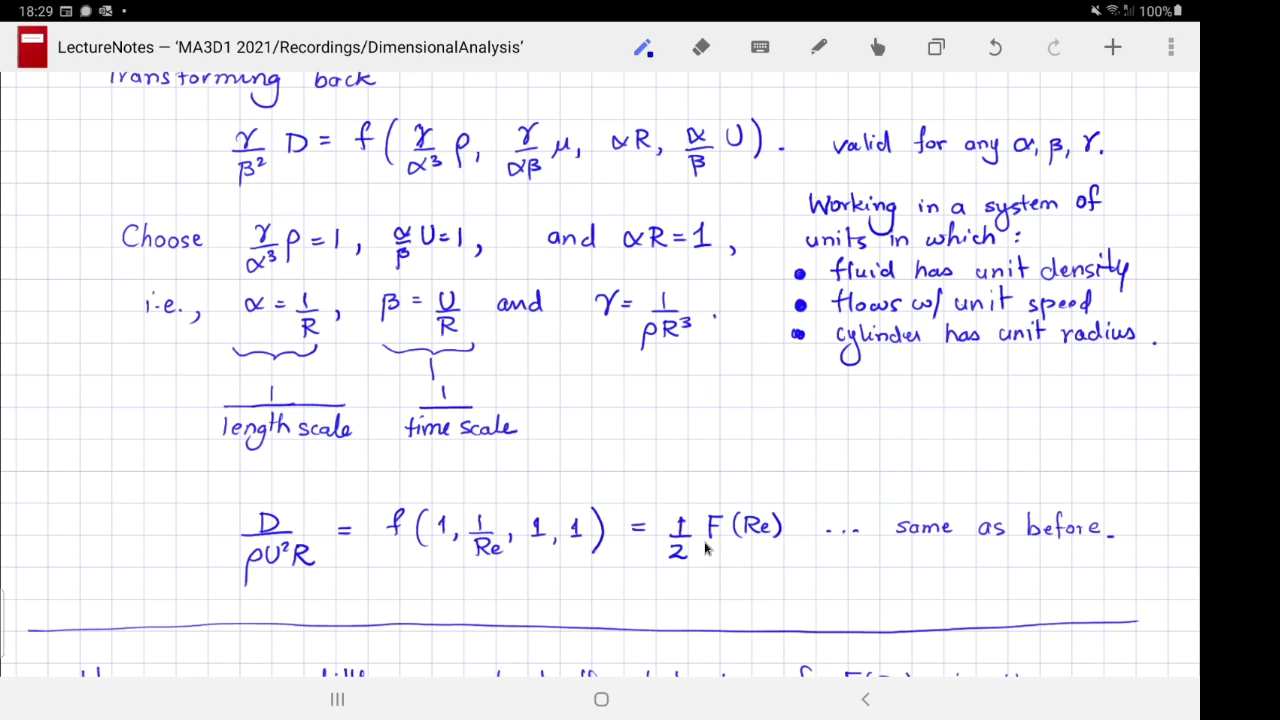 18:29
100%
LectureNotes — ‘MA3D1 2021/Recordings/DimensionalAnalysis’
Transforming back
γ/β² D = f(γ/α³ ρ, γ/αβ μ, αR, α/β U). valid for any α, β, γ.
Working in a system of
units in which:
Choose γ/α³ ρ = 1, α/β U = 1, and αR = 1,
• fluid has unit density
i.e., α = 1/R, β = U/R and γ = 1/ρR³.
• flows w/ unit speed
• cylinder has unit radius.
1/length scale 1/time scale
D/ρU²R = f(1, 1/Re, 1, 1) = 1/2 F(Re) ... same as before.